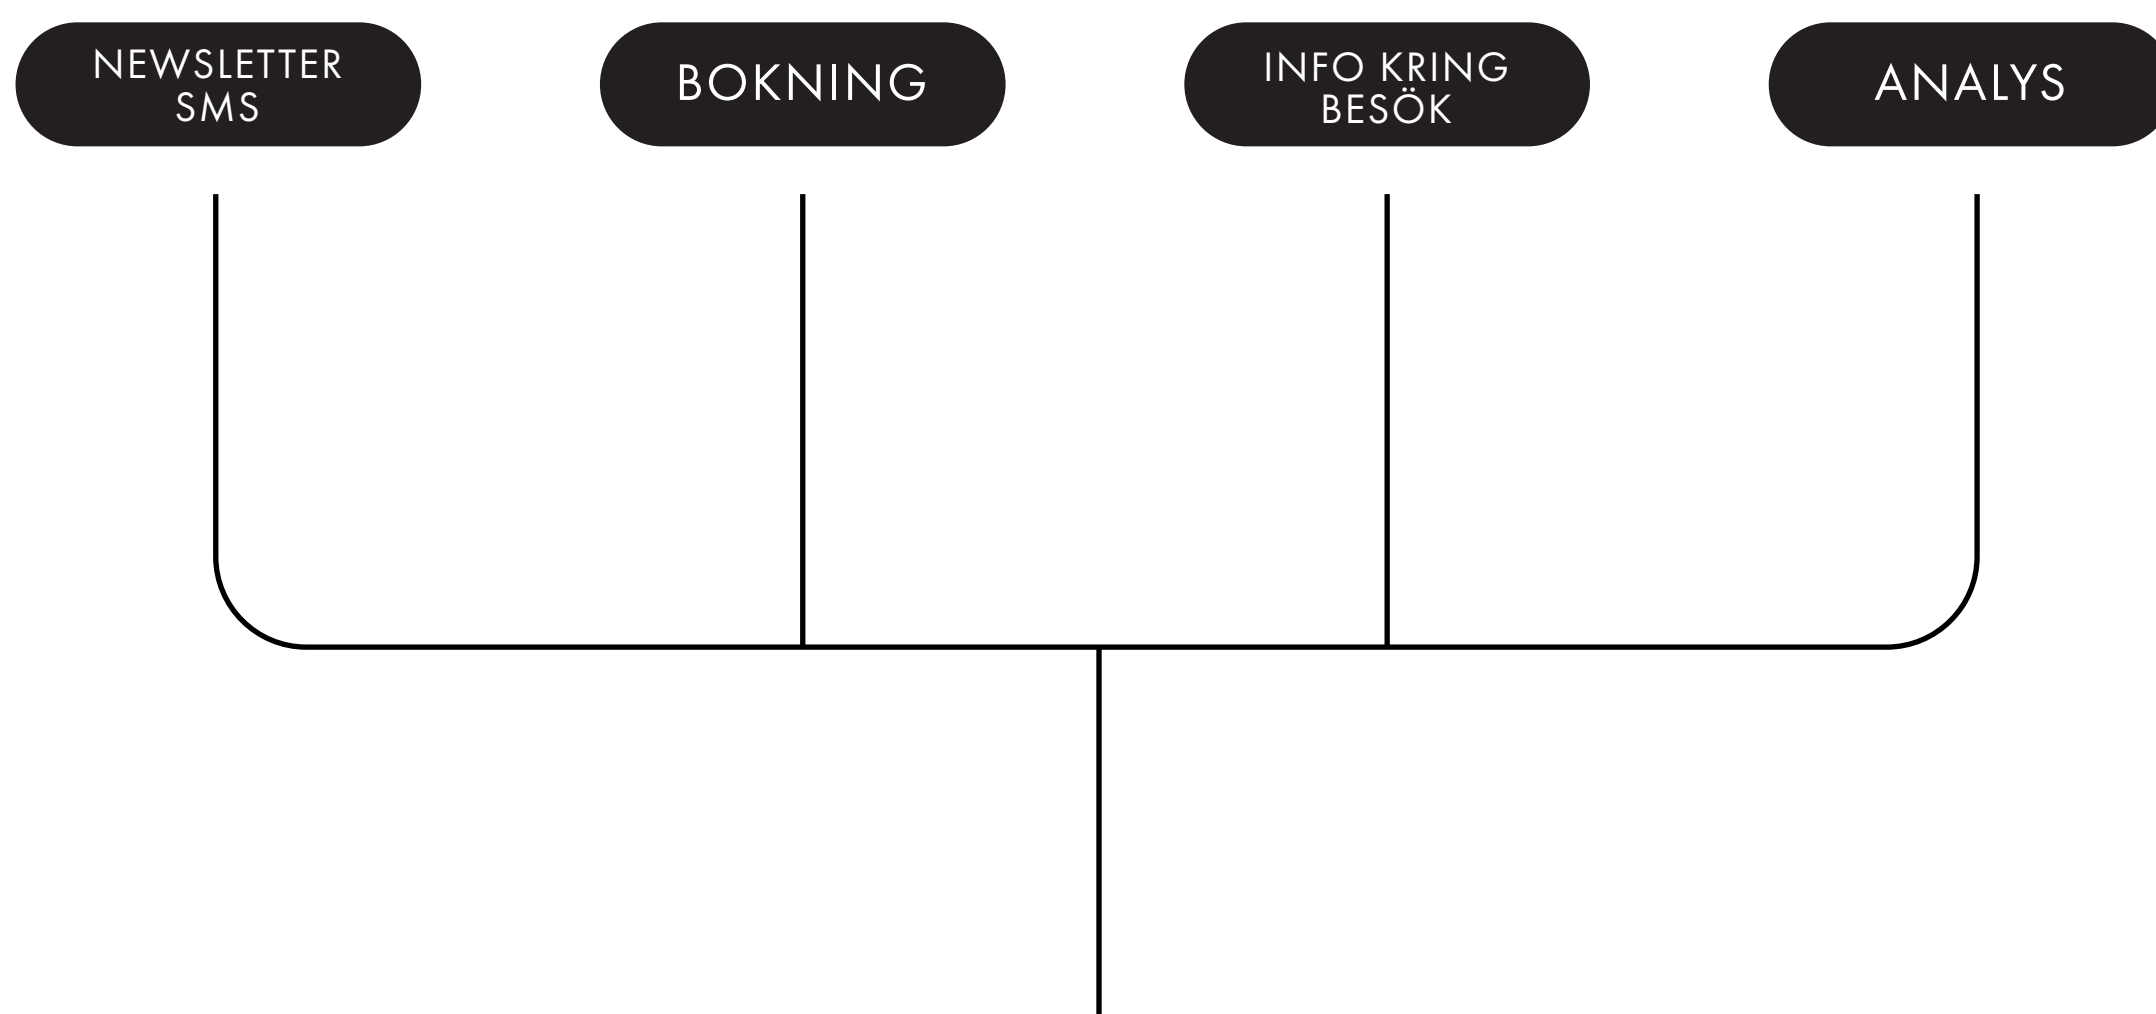 NEWSLETTER
SMS
BOKNING
INFO KRING
BESÖK
ANALYS